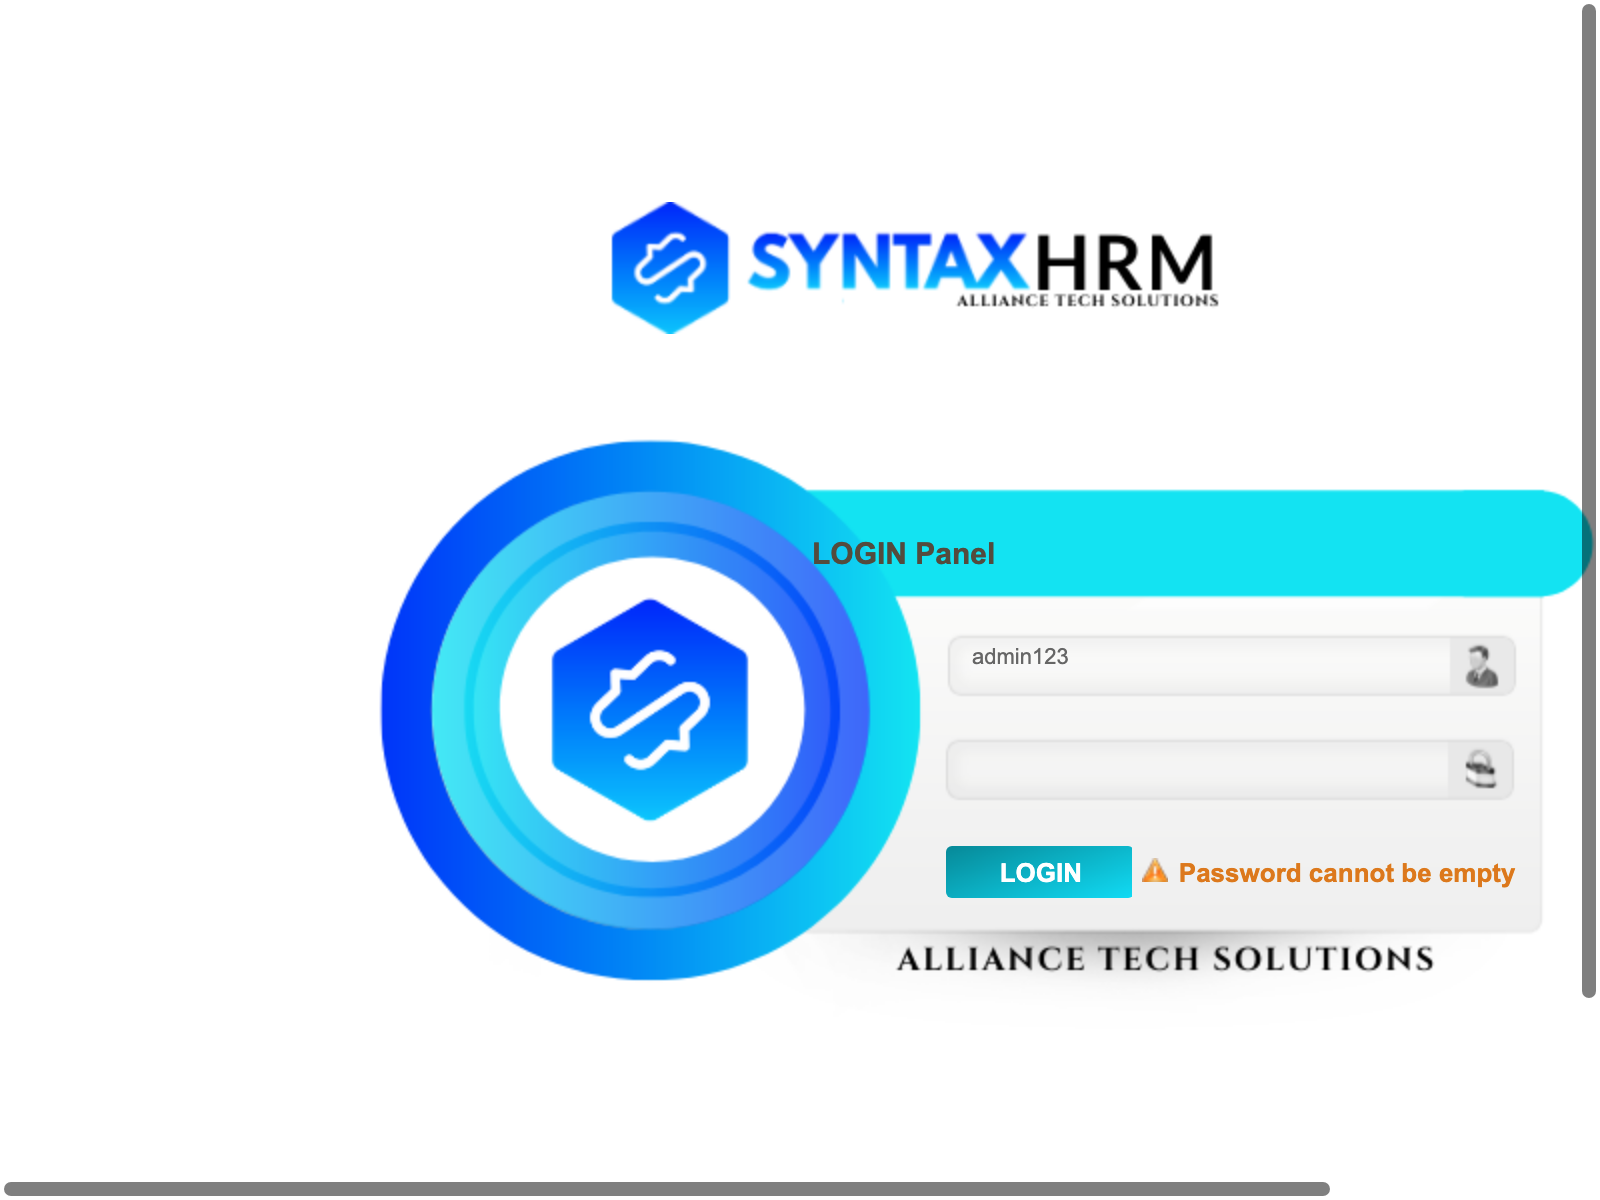 SYNTAXHRM
ALLIANCE TECH SOLUTIONS
LOGIN Panel
admin123
LOGIN
Password cannot be empty
ALLIANCE TECH SOLUTIONS